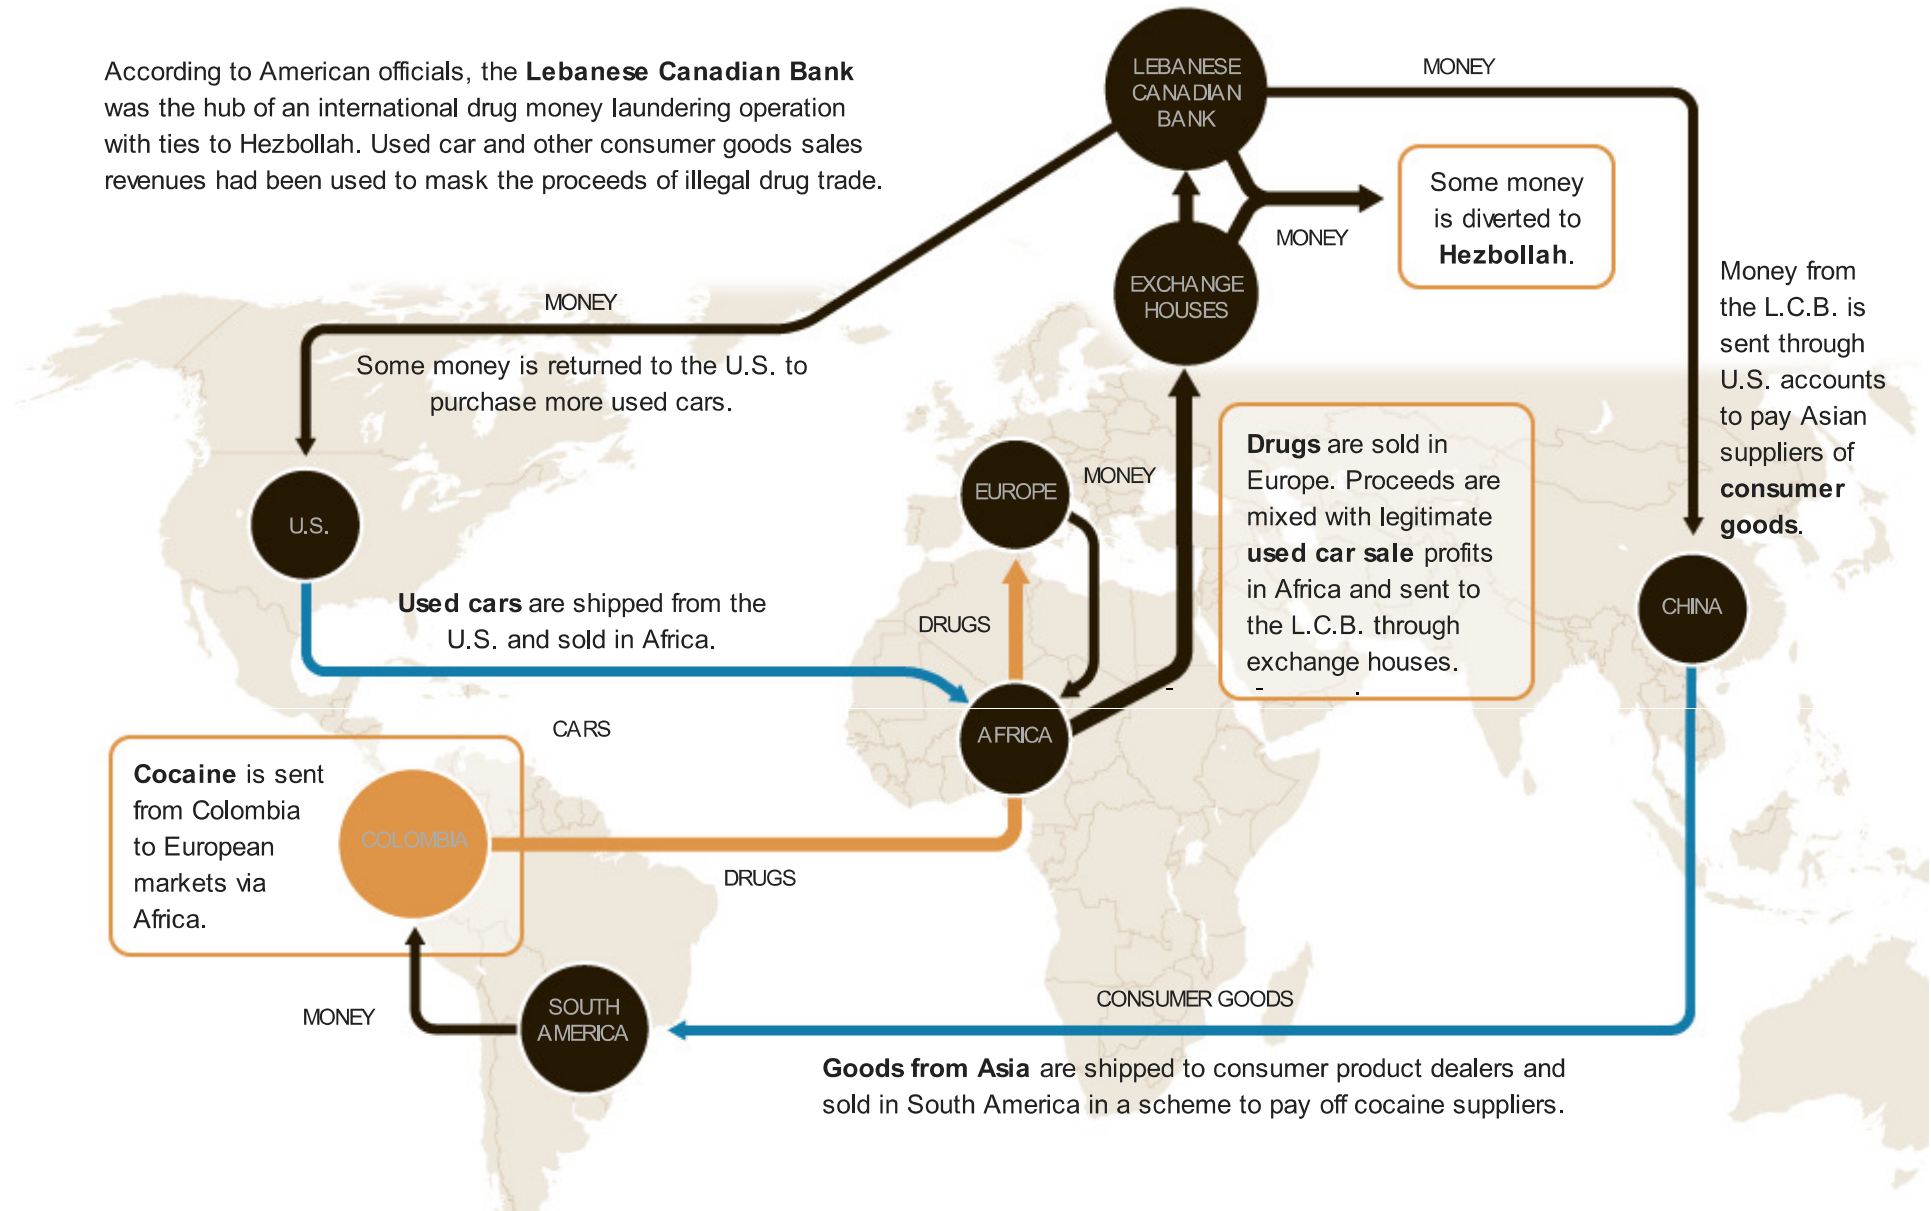 According to American officials, the Lebanese Canadian Bank
was the hub of an international drug money laundering operation
with ties to Hezbollah. Used car and other consumer goods sales
revenues had been used to mask the proceeds of illegal drug trade.
LEBANESE
CANADIAN
BANK
MONEY
Some money
is diverted to
Hezbollah.
MONEY
EXCHANGE
HOUSES
Money from
the L.C.B. is
sent through
U.S. accounts
to pay Asian
suppliers of
consumer
goods.
MONEY
Some money is returned to the U.S. to
purchase more used cars.
U.S.
EUROPE
MONEY
Drugs are sold in
Europe. Proceeds are
mixed with legitimate
used car sale profits
in Africa and sent to
the L.C.B. through
exchange houses.
CHINA
Used cars are shipped from the
U.S. and sold in Africa.
DRUGS
CARS
AFRICA
Cocaine is sent
from Colombia
to European
markets via
Africa.
COLOMBIA
DRUGS
MONEY
SOUTH
AMERICA
CONSUMER GOODS
Goods from Asia are shipped to consumer product dealers and
sold in South America in a scheme to pay off cocaine suppliers.